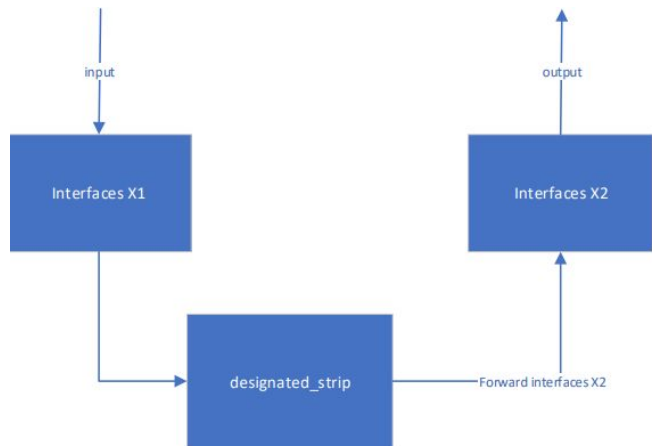 input
output
Interfaces X1
Interfaces X2
designated_strip
Forward interfaces X2